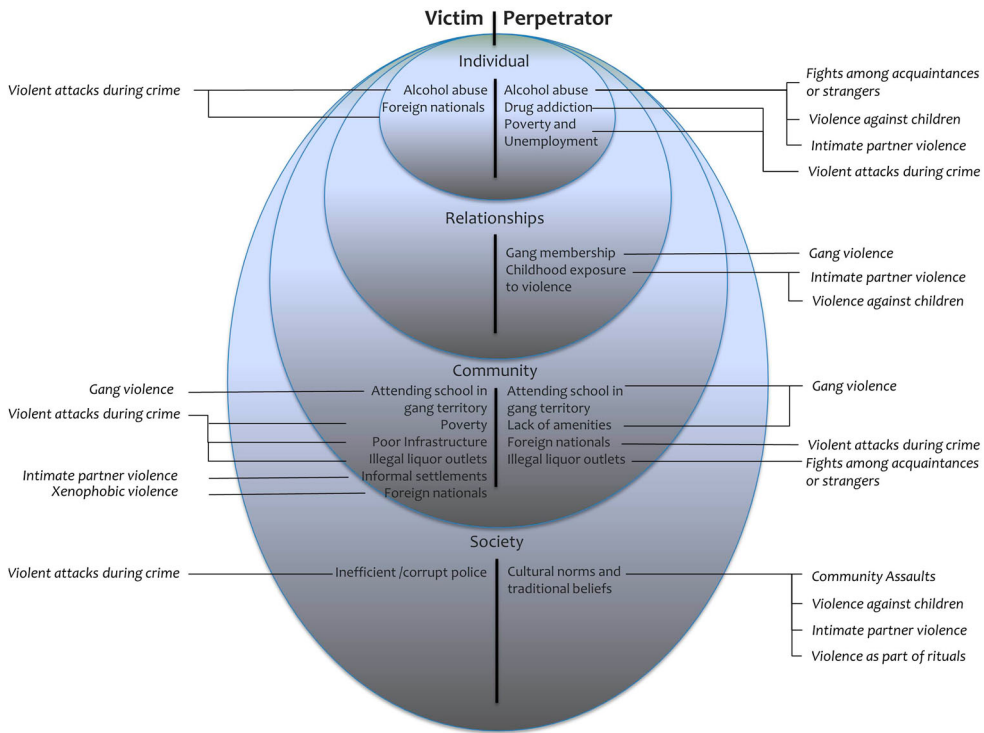 Victim Perpetrator
Individual
Violent attacks during crime
Alcohol abuse
Foreign nationals
Alcohol abuse
Drug addiction
Poverty and
Unemployment
Fights among acquaintances
or strangers
Violence against children
Intimate partner violence
Violent attacks during crime
Relationships
Gang membership
Childhood exposure
to violence
Gang violence
Intimate partner violence
Violence against children
Community
Gang violence
Violent attacks during crime
Intimate partner violence
Xenophobic violence
Attending school in
gang territory
Poverty
Poor Infrastructure
Illegal liquor outlets
Informal settlements
Foreign nationals
Attending school in
gang territory
Lack of amenities
Foreign nationals
Illegal liquor outlets
Gang violence
Violent attacks during crime
Fights among acquaintances
or strangers
Society
Violent attacks during crime
Inefficient /corrupt police
Cultural norms and
traditional beliefs
Community Assaults
Violence against children
Intimate partner violence
Violence as part of rituals